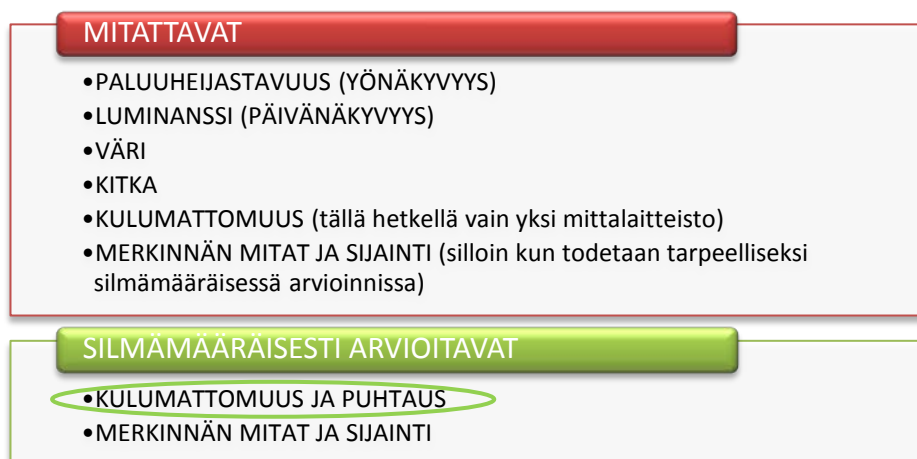 MITATTAVAT
•PALUUHEIJASTAVUUS (YÖNÄKYVYYS)
•LUMINANSSI (PÄIVÄNÄKYVYYS)
•VÄRI
•KITKA
•KULUMATTOMUUS (tällä hetkellä vain yksi mittalaitteisto)
•MERKINNÄN MITAT JA SIJAINTI (silloin kun todetaan tarpeelliseksi
silmämääräisessä arvioinnissa)
SILMÄMÄÄRÄISESTI ARVIOITAVAT
•KULUMATTOMUUS JA PUHTAUS
•MERKINNÄN MITAT JA SIJAINTI